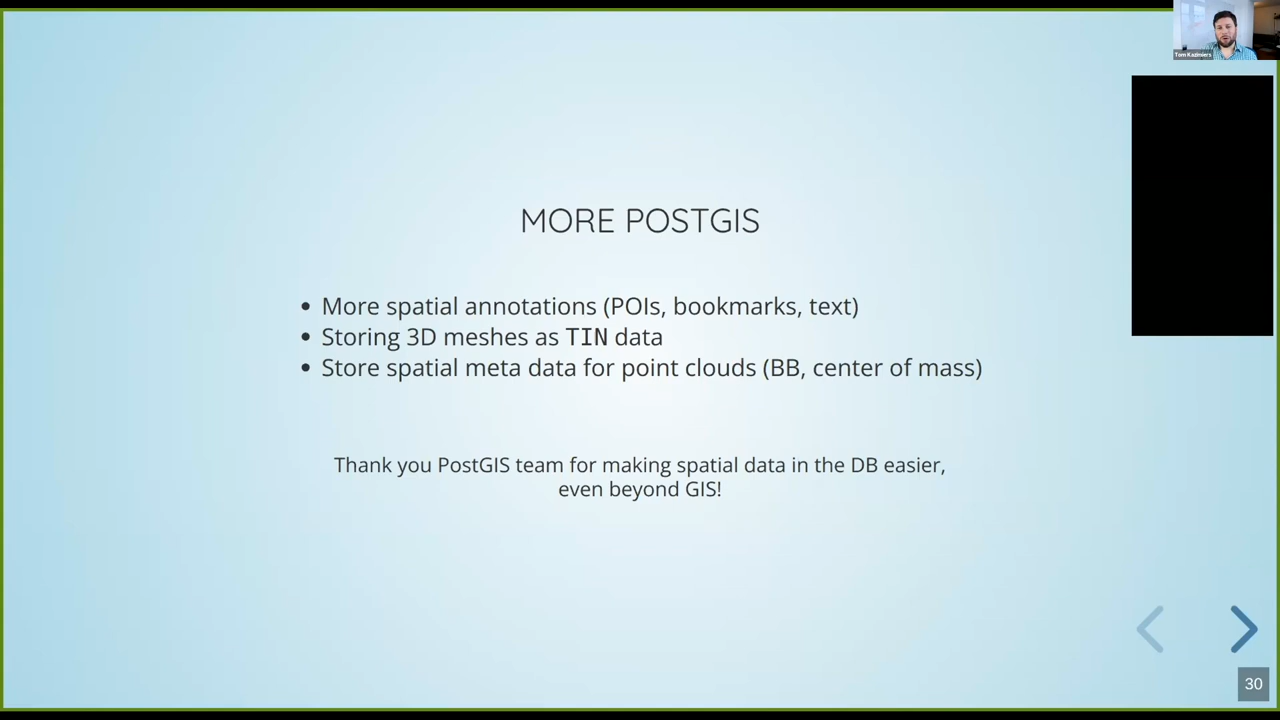 Tom Kazimiers
MORE POSTGIS
• More spatial annotations (POIs, bookmarks, text)
• Storing 3D meshes as TIN data
• Store spatial meta data for point clouds (BB, center of mass)
Thank you PostGIS team for making spatial data in the DB easier,
even beyond GIS!
30